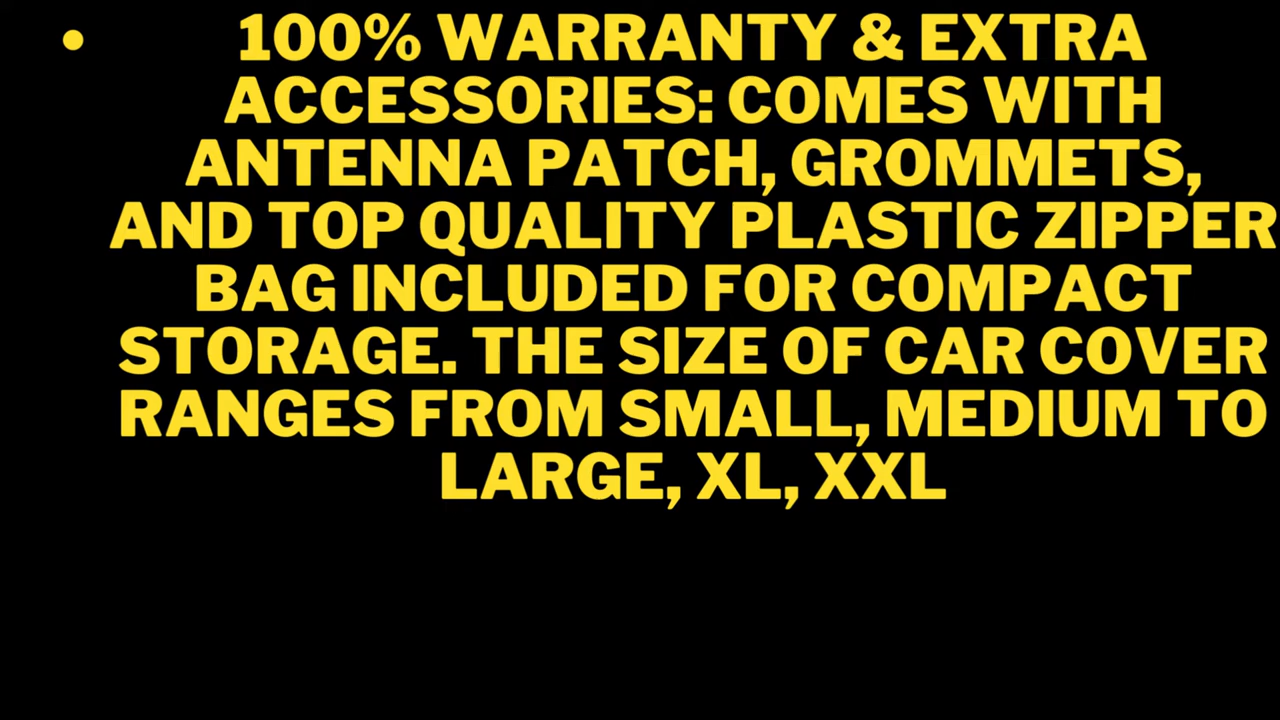 • 100% WARRANTY & EXTRA
ACCESSORIES: COMES WITH
ANTENNA PATCH, GROMMETS,
AND TOP QUALITY PLASTIC ZIPPER
BAG INCLUDED FOR COMPACT
STORAGE. THE SIZE OF CAR COVER
RANGES FROM SMALL, MEDIUM TO
LARGE, XL, XXL